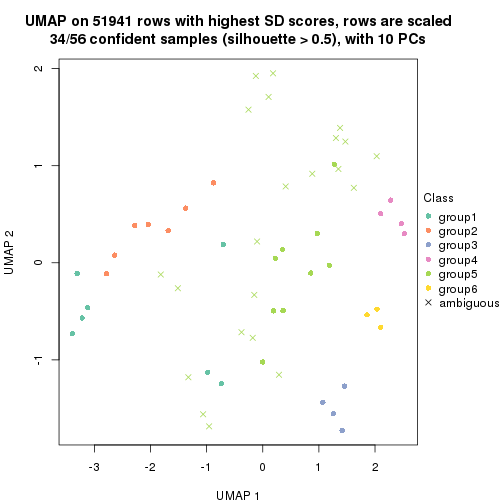 UMAP on 51941 rows with highest SD scores, rows are scaled
34/56 confident samples (silhouette > 0.5), with 10 PCs
2
1
0
-1
UMAP 2
-3
-2
-1
0
1
2
UMAP 1
Class
group1
group2
group3
group4
group5
group6
ambiguous